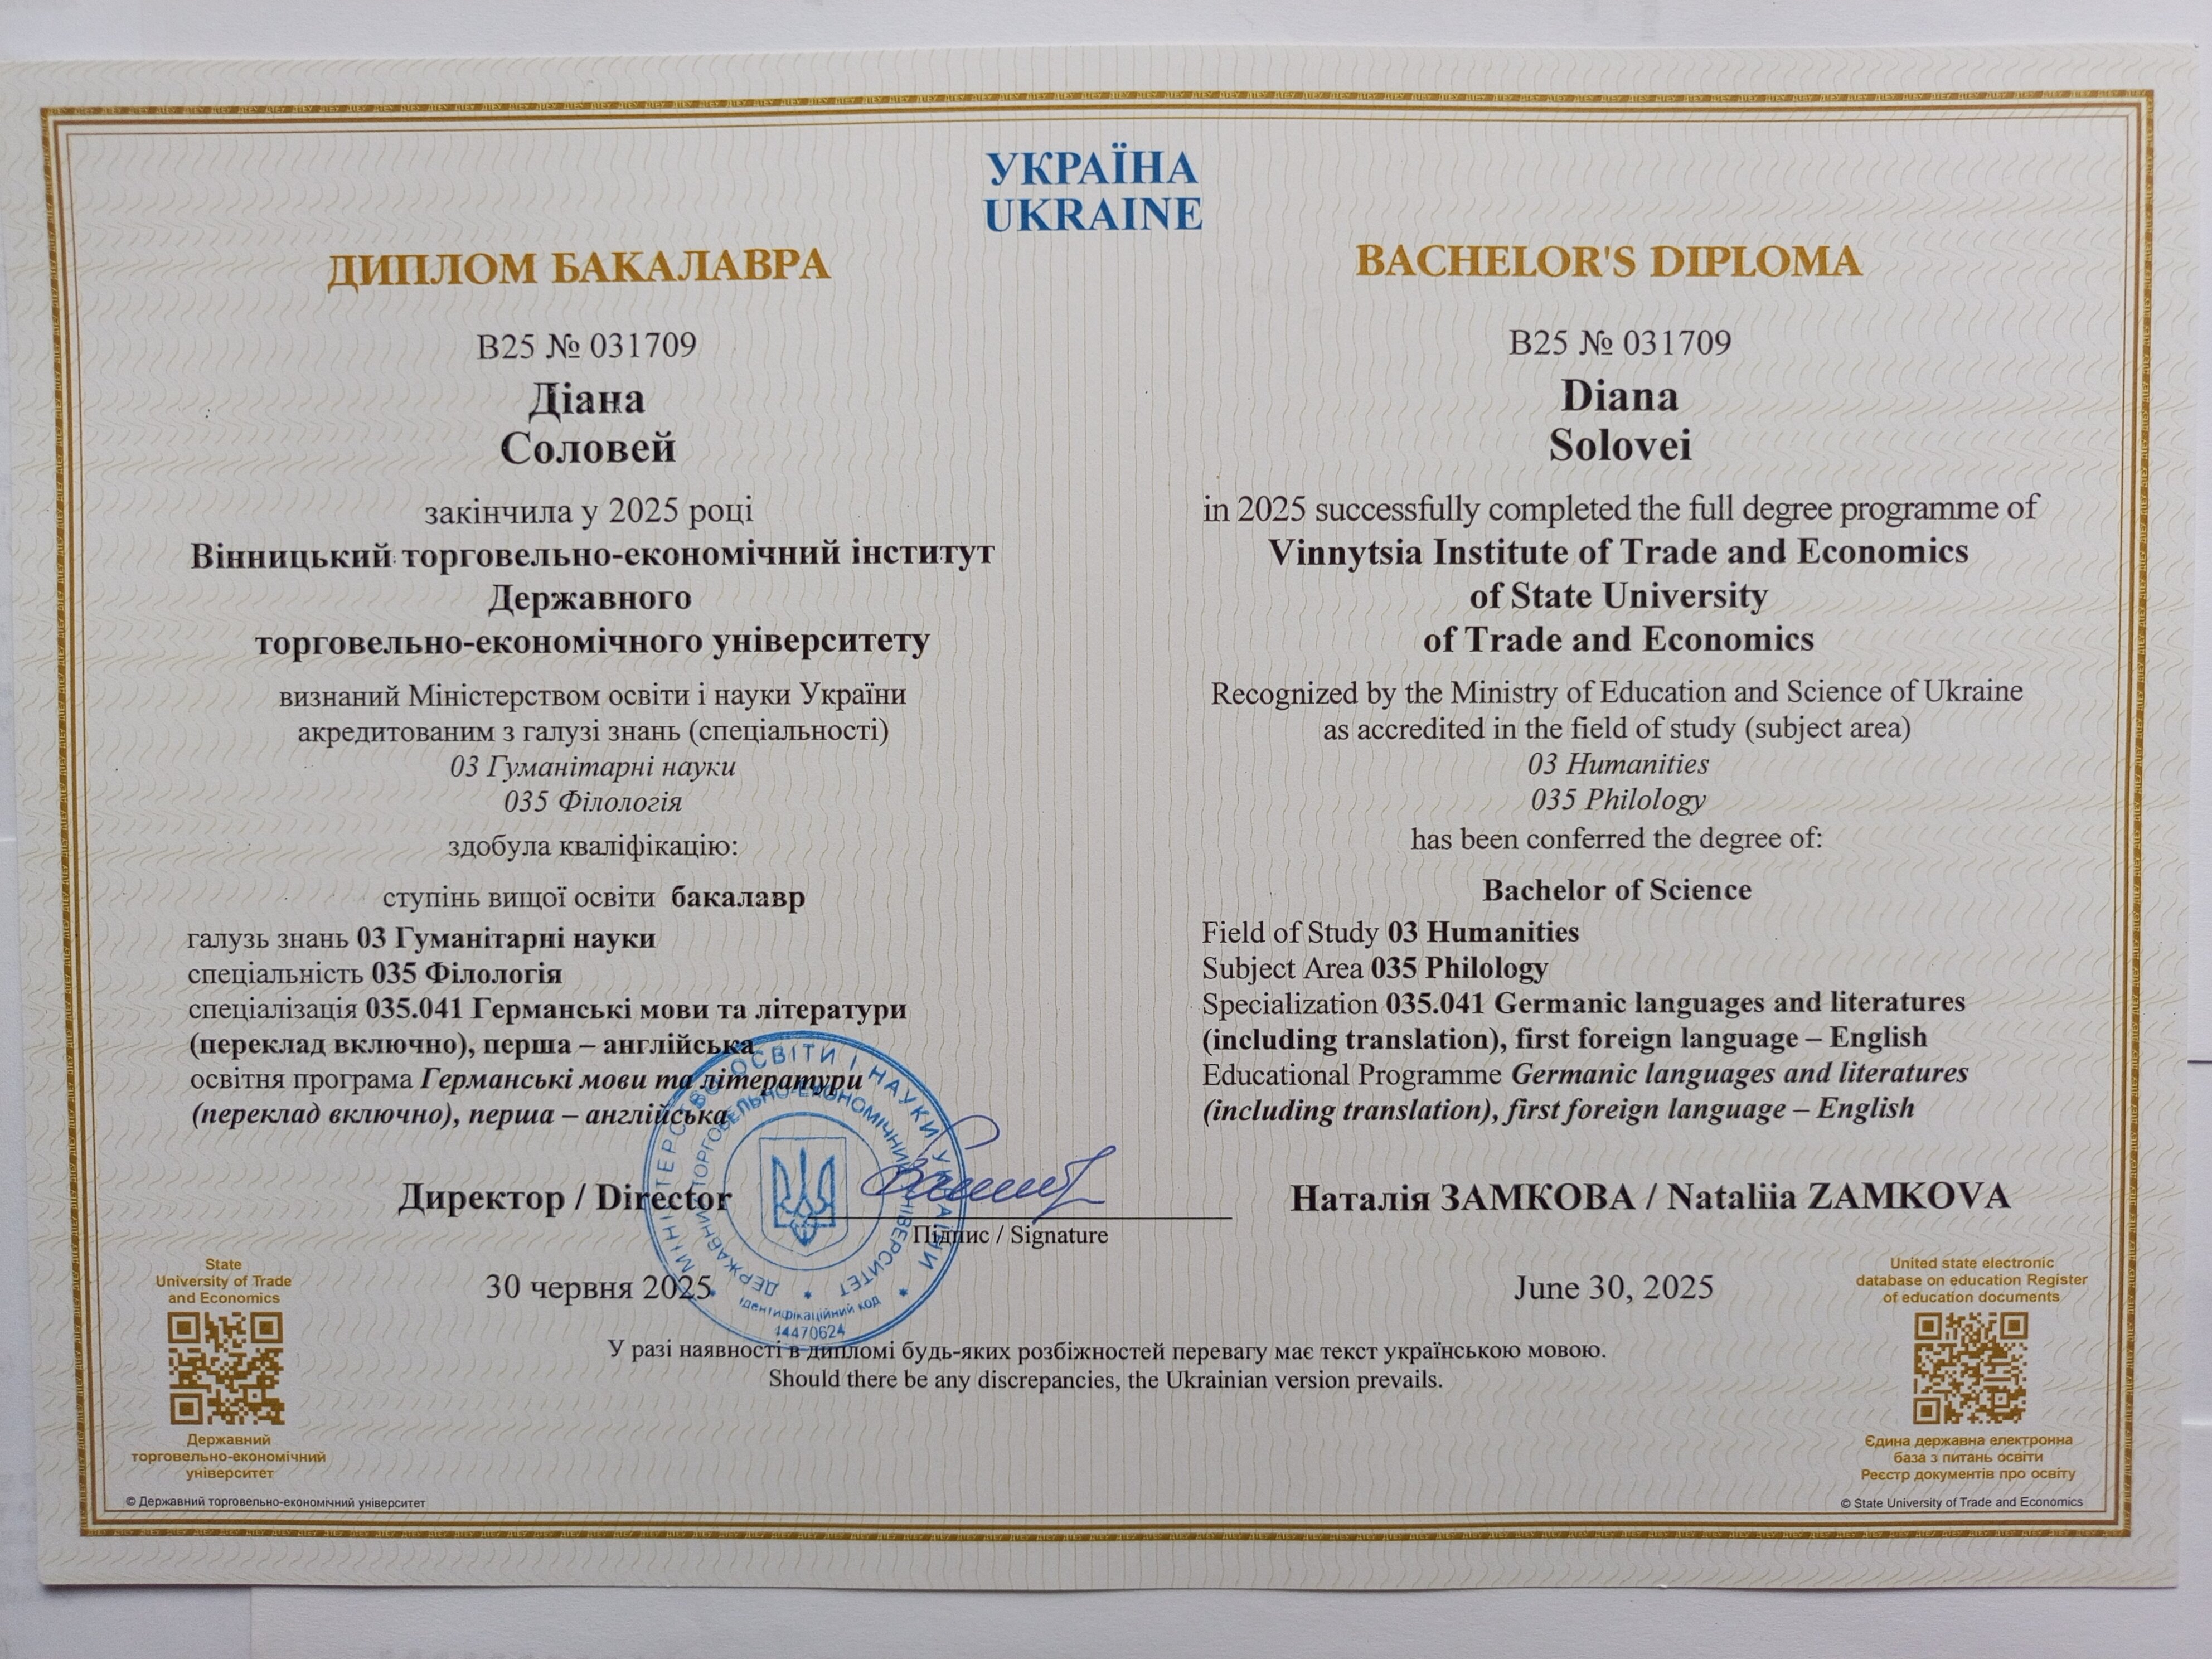 УКРАЇНА
UKRAINE
ДИПЛОМ БАКАЛАВРА
В25 № 031709
Діана
Соловей
закінчила у 2025 році
Вінницький торговельно-економічний інститут
Державного
торговельно-економічного університету
визнаний Міністерством освіти і науки України
акредитованим з галузі знань (спеціальності)
03 Гуманітарні науки
035 Філологія
здобула кваліфікацію:
ступінь вищої освіти бакалавр
галузь знань 03 Гуманітарні науки
спеціальність 035 Філологія
спеціалізація 035.041 Германські мови та літератури
(переклад включно), перша – англійська
освітня програма Германські мови та літератури
(переклад включно), перша – англійська
BACHELOR'S DIPLOMA
B25 № 031709
Diana
Solovei
in 2025 successfully completed the full degree programme of
Vinnytsia Institute of Trade and Economics
of State University
of Trade and Economics
Recognized by the Ministry of Education and Science of Ukraine
as accredited in the field of study (subject area)
03 Humanities
035 Philology
has been conferred the degree of:
Bachelor of Science
Field of Study 03 Humanities
Subject Area 035 Philology
Specialization 035.041 Germanic languages and literatures
(including translation), first foreign language – English
Educational Programme Germanic languages and literatures
(including translation), first foreign language – English
Директор / Director
Підпис / Signature
Наталія ЗАМКОВА / Nataliia ZAMKOVA
30 червня 2025
June 30, 2025
МІНІСТЕРСТВО ОСВІТИ І НАУКИ УКРАЇНИ
ДЕРЖАВНИЙ ТОРГОВЕЛЬНО-ЕКОНОМІЧНИЙ УНІВЕРСИТЕТ
Ідентифікаційний код
44470624
У разі наявності в дипломі будь-яких розбіжностей перевагу має текст українською мовою.
Should there be any discrepancies, the Ukrainian version prevails.
State
University of Trade
and Economics
Державний
торговельно-економічний
університет
© Державний торговельно-економічний університет
United state electronic
database on education Register
of education documents
Єдина державна електронна
база з питань освіти
Реєстр документів про освіту
© State University of Trade and Economics